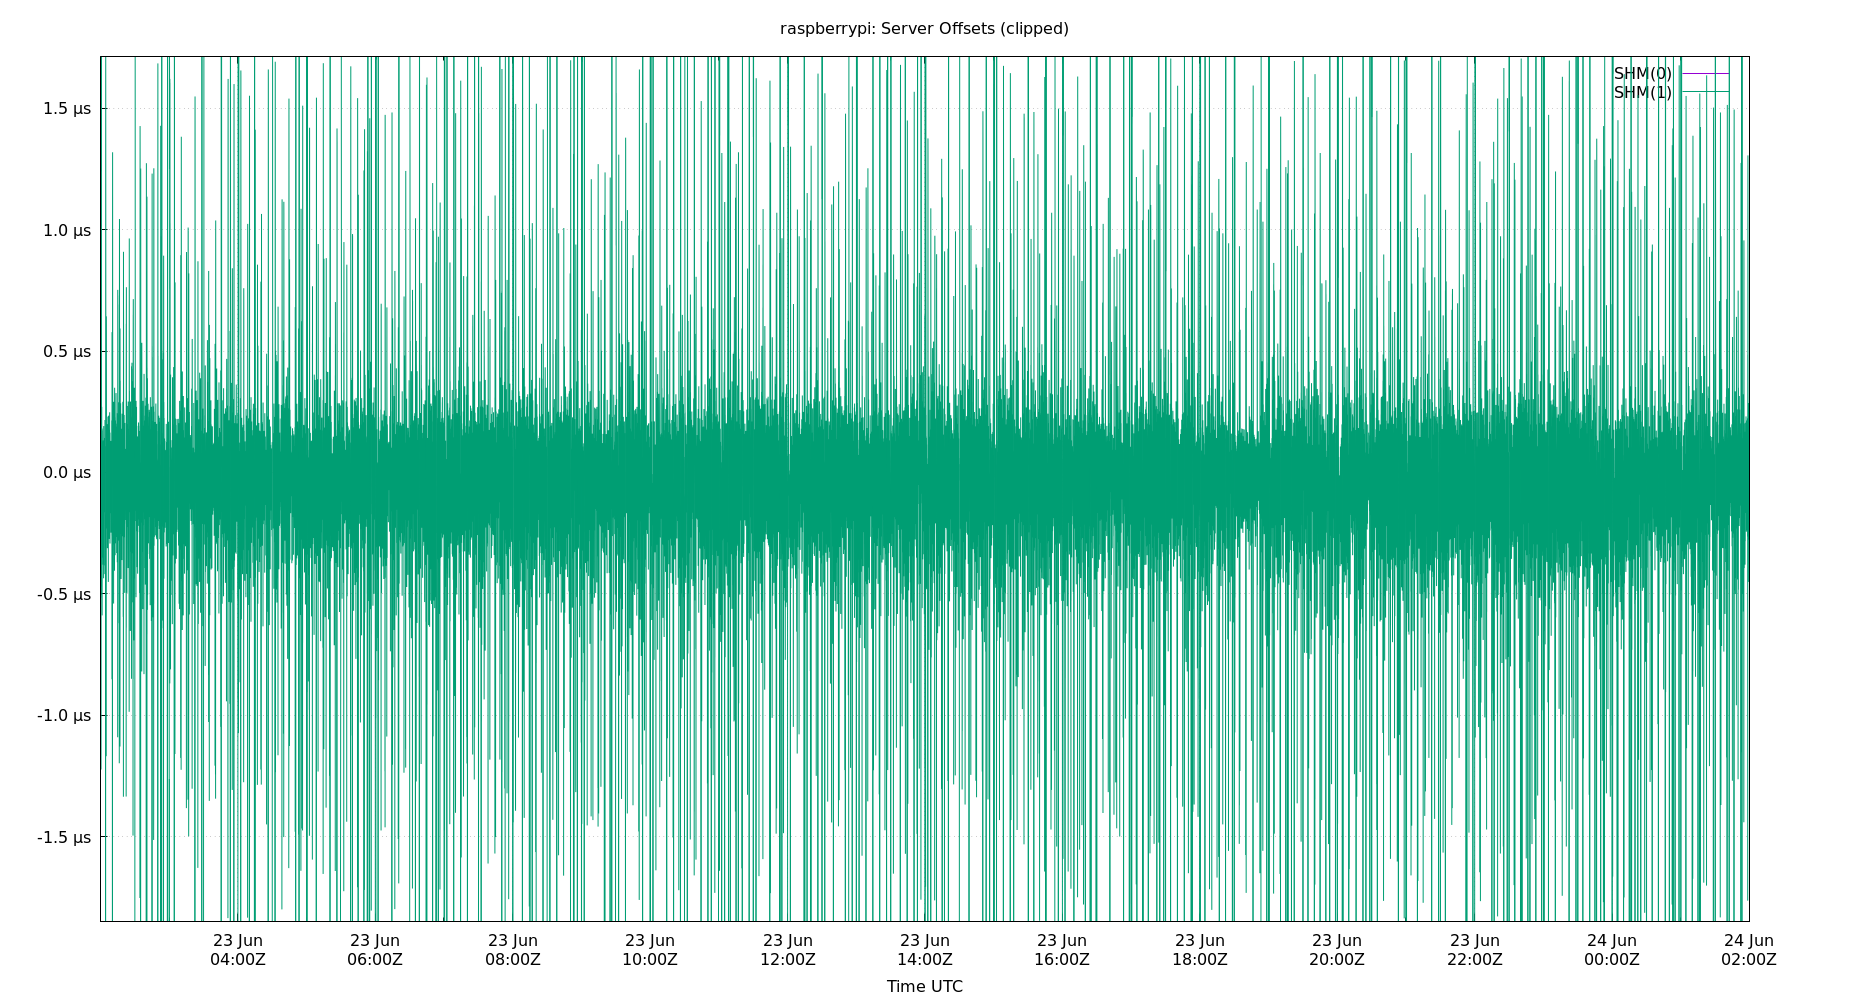 raspberrypi: Server Offsets (clipped)
SHM(0)
SHM(1)
1.5 µs
1.0 µs
0.5 µs
0.0 µs
-0.5 µs
-1.0 µs
-1.5 µs
23 Jun 23 Jun 23 Jun 23 Jun 23 Jun 23 Jun 23 Jun 23 Jun 23 Jun 23 Jun 24 Jun 24 Jun
04:00Z 06:00Z 08:00Z 10:00Z 12:00Z 14:00Z 16:00Z 18:00Z 20:00Z 22:00Z 00:00Z 02:00Z
Time UTC